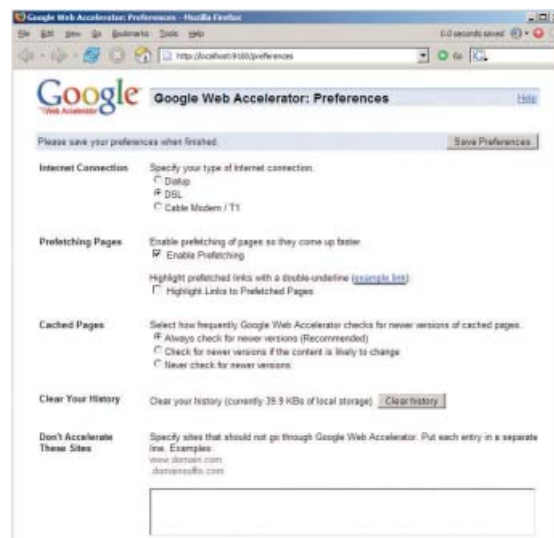 Google Web Accelerator: Preferences - Mozilla Firefox
File Edit View Go Bookmarks Tools Help
0.0 seconds saved
http://localhost:9100/preferences
Go
Google
Web Accelerator
Google Web Accelerator: Preferences
Help
Please save your preferences when finished.
Save Preferences
Internet Connection
Specify your type of Internet connection.
Dialup
DSL
Cable Modem / T1
Prefetching Pages
Enable prefetching of pages so they come up faster.
Enable Prefetching
Highlight prefetched links with a double-underline (example link).
Highlight Links to Prefetched Pages
Cached Pages
Select how frequently Google Web Accelerator checks for newer versions of cached pages.
Always check for newer versions (Recommended)
Check for newer versions if the content is likely to change
Never check for newer versions
Clear Your History
Clear your history (currently 39.9 KBs of local storage).
Clear history
Don't Accelerate
These Sites
Specify sites that should not go through Google Web Accelerator. Put each entry in a separate
line. Examples:
www.domain.com
.domainsuffix.com